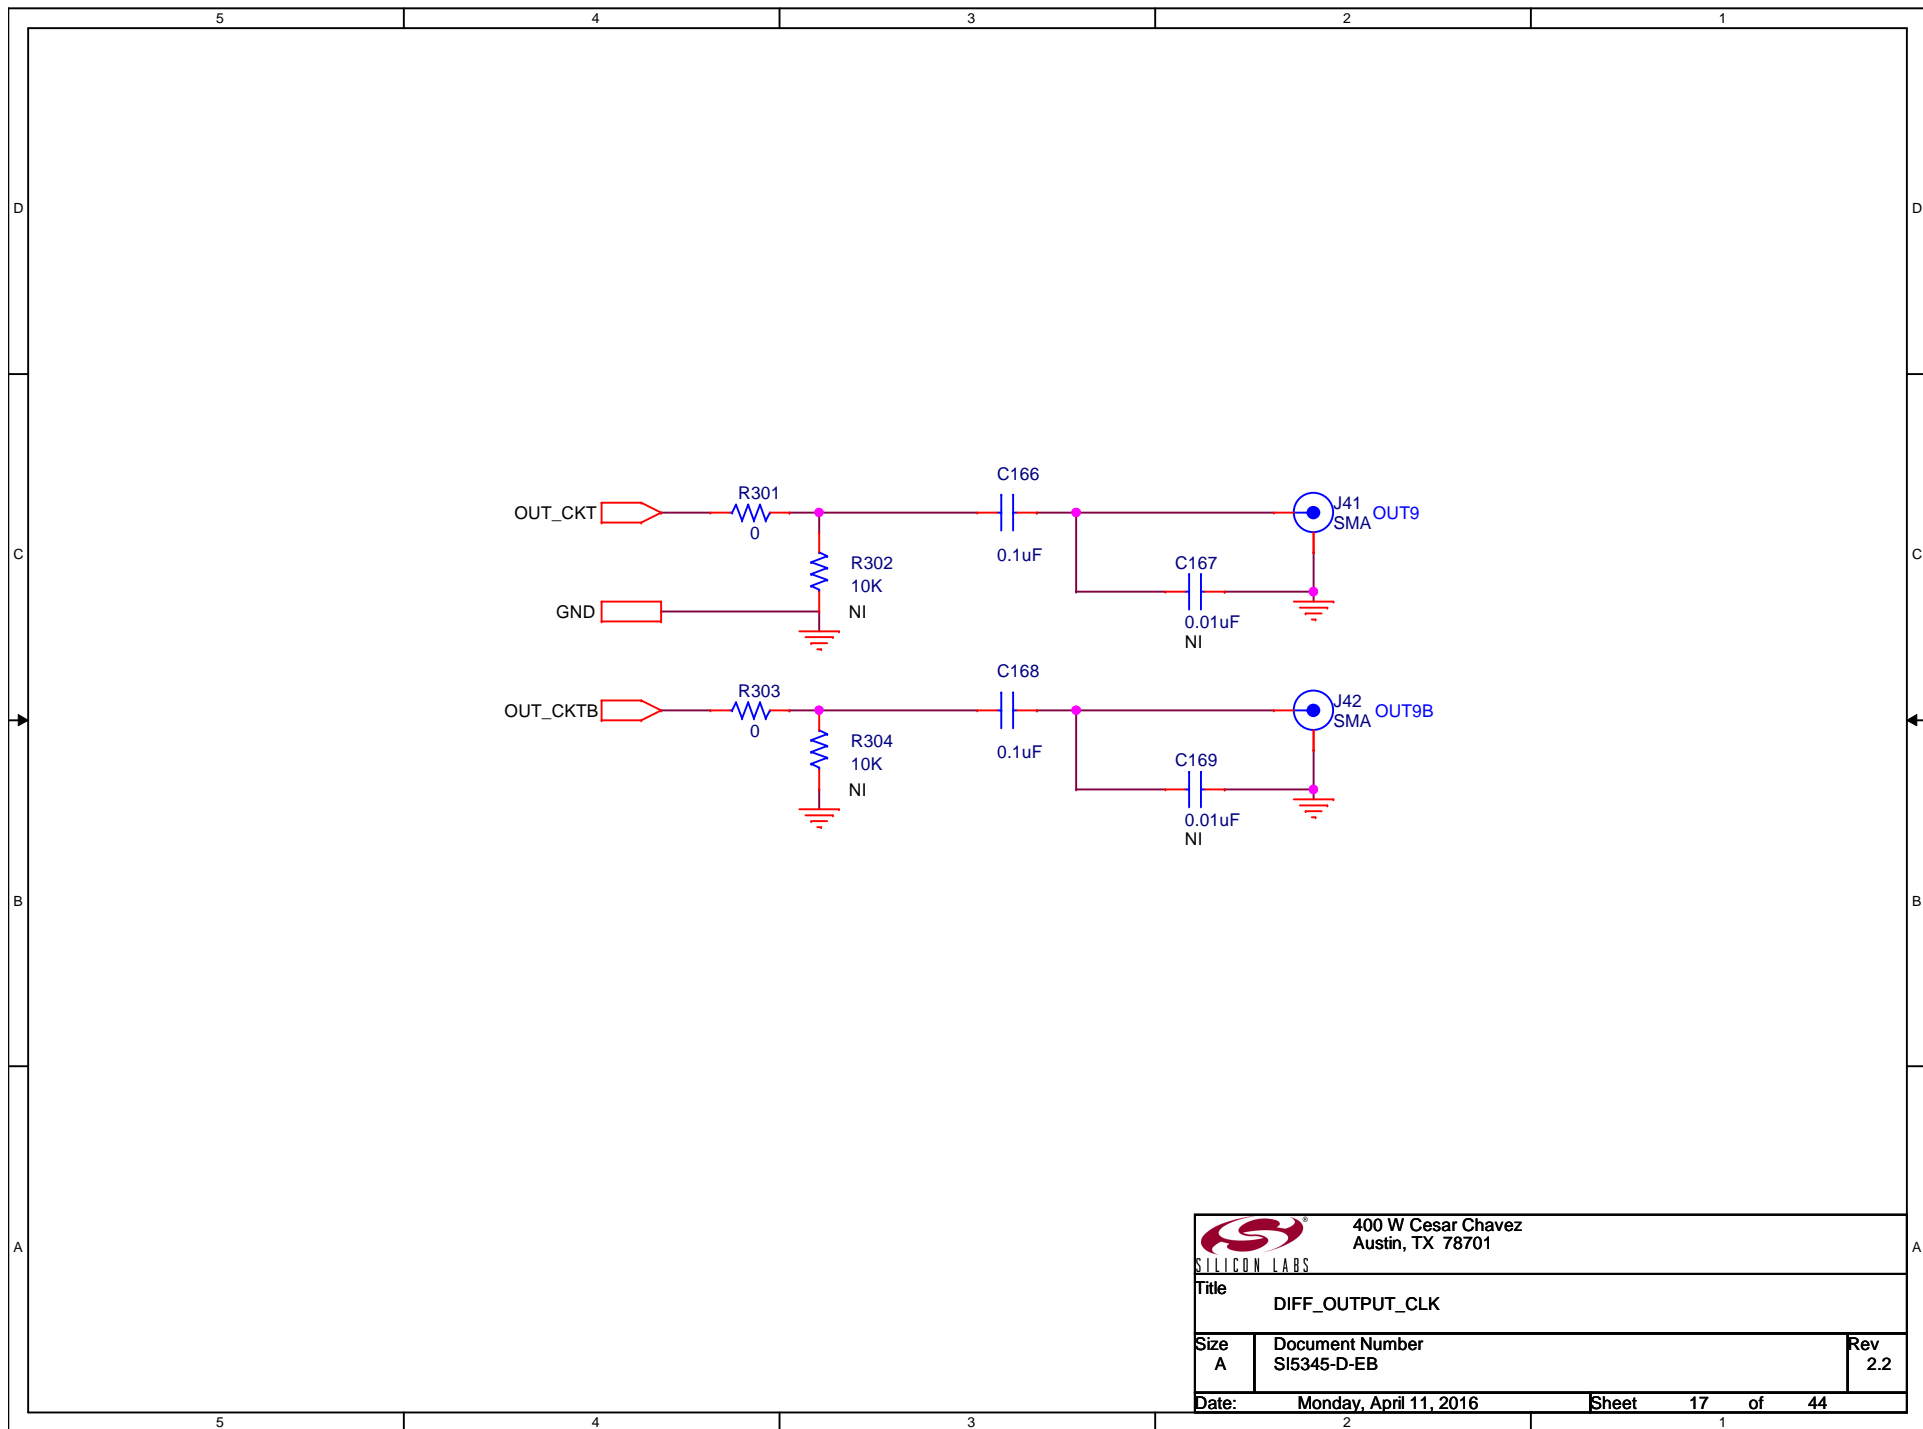 5 4 3 2 1
D D
C166
R301
J41
OUT_CKT
OUT9
SMA
0
C C
0.1uF
R302
C167
10K
GND
NI
0.01uF
NI
C168
R303
J42
OUT_CKTB
OUT9B
SMA
0
R304
0.1uF
C169
10K
NI
0.01uF
NI
B B
400 W Cesar Chavez
Austin, TX 78701
A A
®
SILICON LABS
Title
DIFF_OUTPUT_CLK
Size Document Number Rev
A SI5345-D-EB 2.2
Date: Monday, April 11, 2016 Sheet 17 of 44
5 4 3 2 1